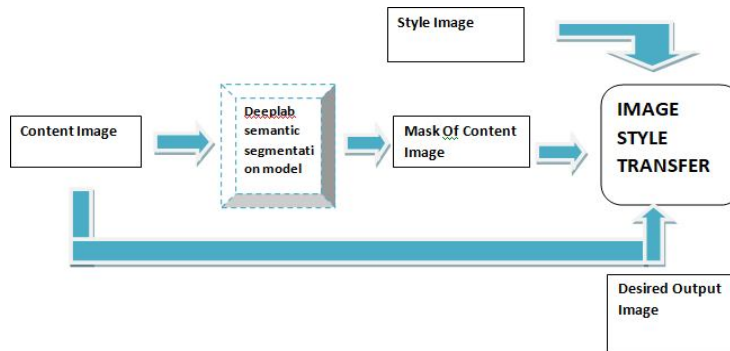 Style Image
Content Image
Deeplab
semantic
segmentati
on model
Mask Of Content
Image
IMAGE
STYLE
TRANSFER
Desired Output
Image